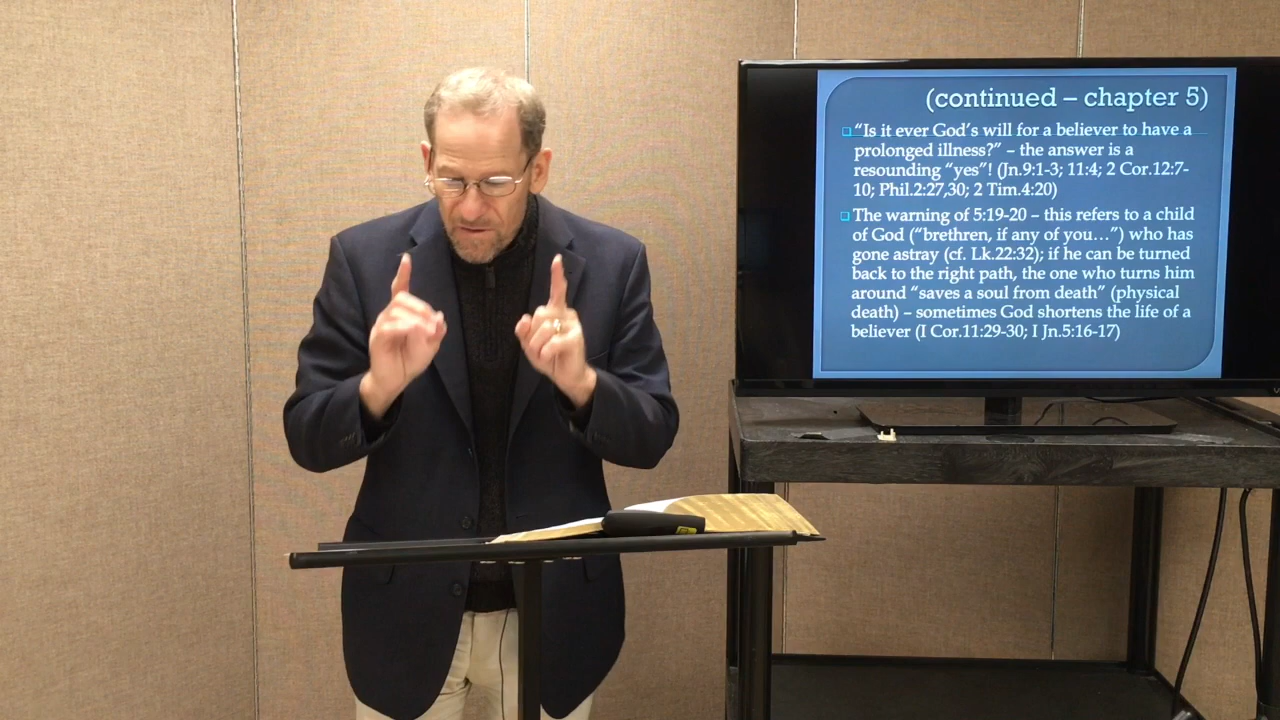 (continued – chapter 5)
“Is it ever God’s will for a believer to have a
prolonged illness?” – the answer is a
resounding “yes”! (Jn.9:1-3; 11:4; 2 Cor.12:7-
10; Phil.2:27,30; 2 Tim.4:20)
The warning of 5:19-20 – this refers to a child
of God (“brethren, if any of you…”) who has
gone astray (cf. Lk.22:32); if he can be turned
back to the right path, the one who turns him
around “saves a soul from death” (physical
death) – sometimes God shortens the life of a
believer (I Cor.11:29-30; I Jn.5:16-17)